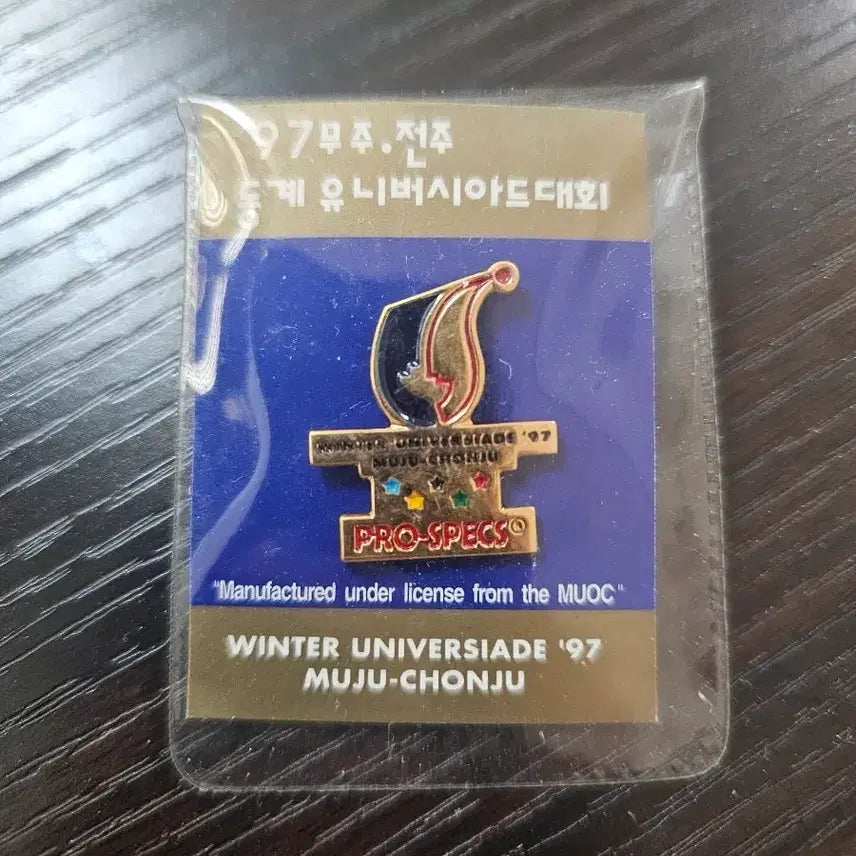 '97무주.전주
동계 유니버시아드대회
WINTER UNIVERSIADE '97
MUJU-CHONJU
PRO-SPECS®
"Manufactured under license from the MUOC"
WINTER UNIVERSIADE '97
MUJU-CHONJU